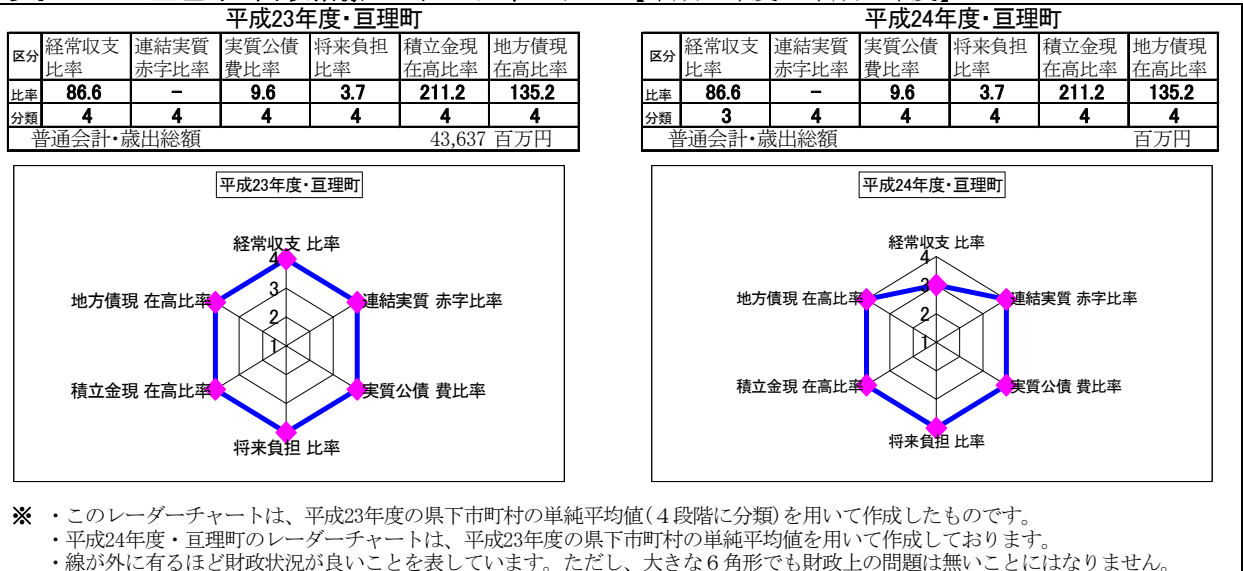 平成23年度・亘理町
区分 経常収支比率 連結実質赤字比率 実質公債費比率 将来負担比率 積立金現在高比率 地方債現在高比率
比率 86.6 － 9.6 3.7 211.2 135.2
分類 4 4 4 4 4 4
普通会計・歳出総額 43,637 百万円
平成24年度・亘理町
区分 経常収支比率 連結実質赤字比率 実質公債費比率 将来負担比率 積立金現在高比率 地方債現在高比率
比率 86.6 － 9.6 3.7 211.2 135.2
分類 3 4 4 4 4 4
普通会計・歳出総額 百万円
平成23年度・亘理町
経常収支 比率
4
地方債現 在高比率
3
連結実質 赤字比率
2
1
積立金現 在高比率
実質公債 費比率
将来負担 比率
平成24年度・亘理町
経常収支 比率
4
地方債現 在高比率
3
連結実質 赤字比率
2
1
積立金現 在高比率
実質公債 費比率
将来負担 比率
※ ・このレーダーチャートは、平成23年度の県下市町村の単純平均値(４段階に分類)を用いて作成したものです。
・平成24年度・亘理町のレーダーチャートは、平成23年度の県下市町村の単純平均値を用いて作成しております。
・線が外に有るほど財政状況が良いことを表しています。ただし、大きな６角形でも財政上の問題は無いことにはなりません。